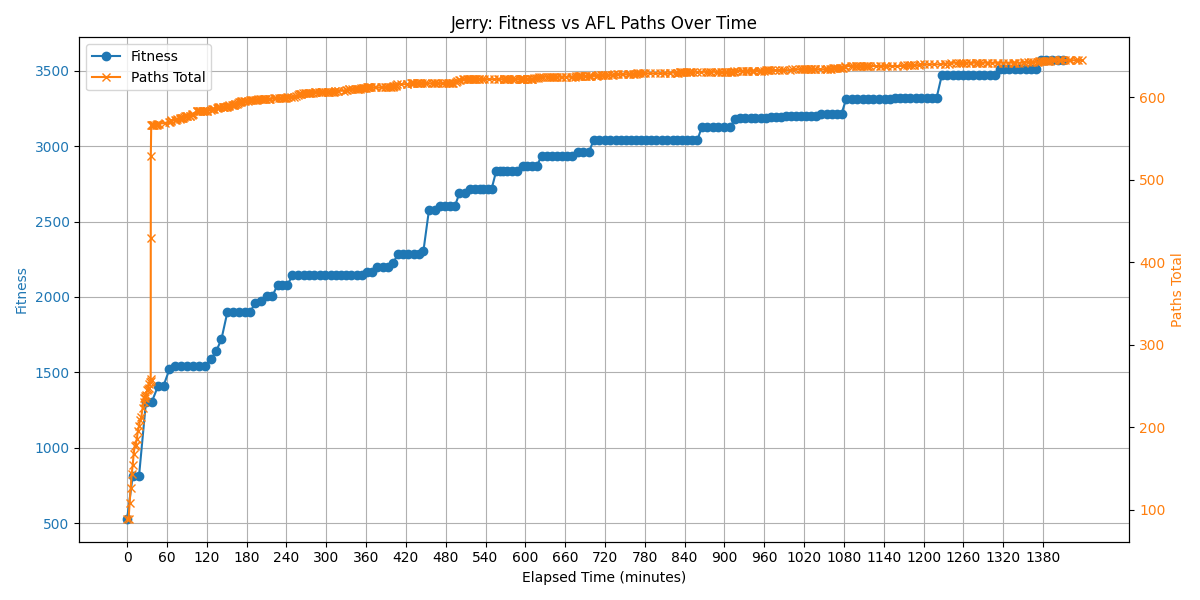 Jerry: Fitness vs AFL Paths Over Time
Fitness
Paths Total
3500
3000
2500
2000
1500
1000
500
Fitness
600
500
400
300
200
100
Paths Total
0 60 120 180 240 300 360 420 480 540 600 660 720 780 840 900 960 1020 1080 1140 1200 1260 1320 1380
Elapsed Time (minutes)